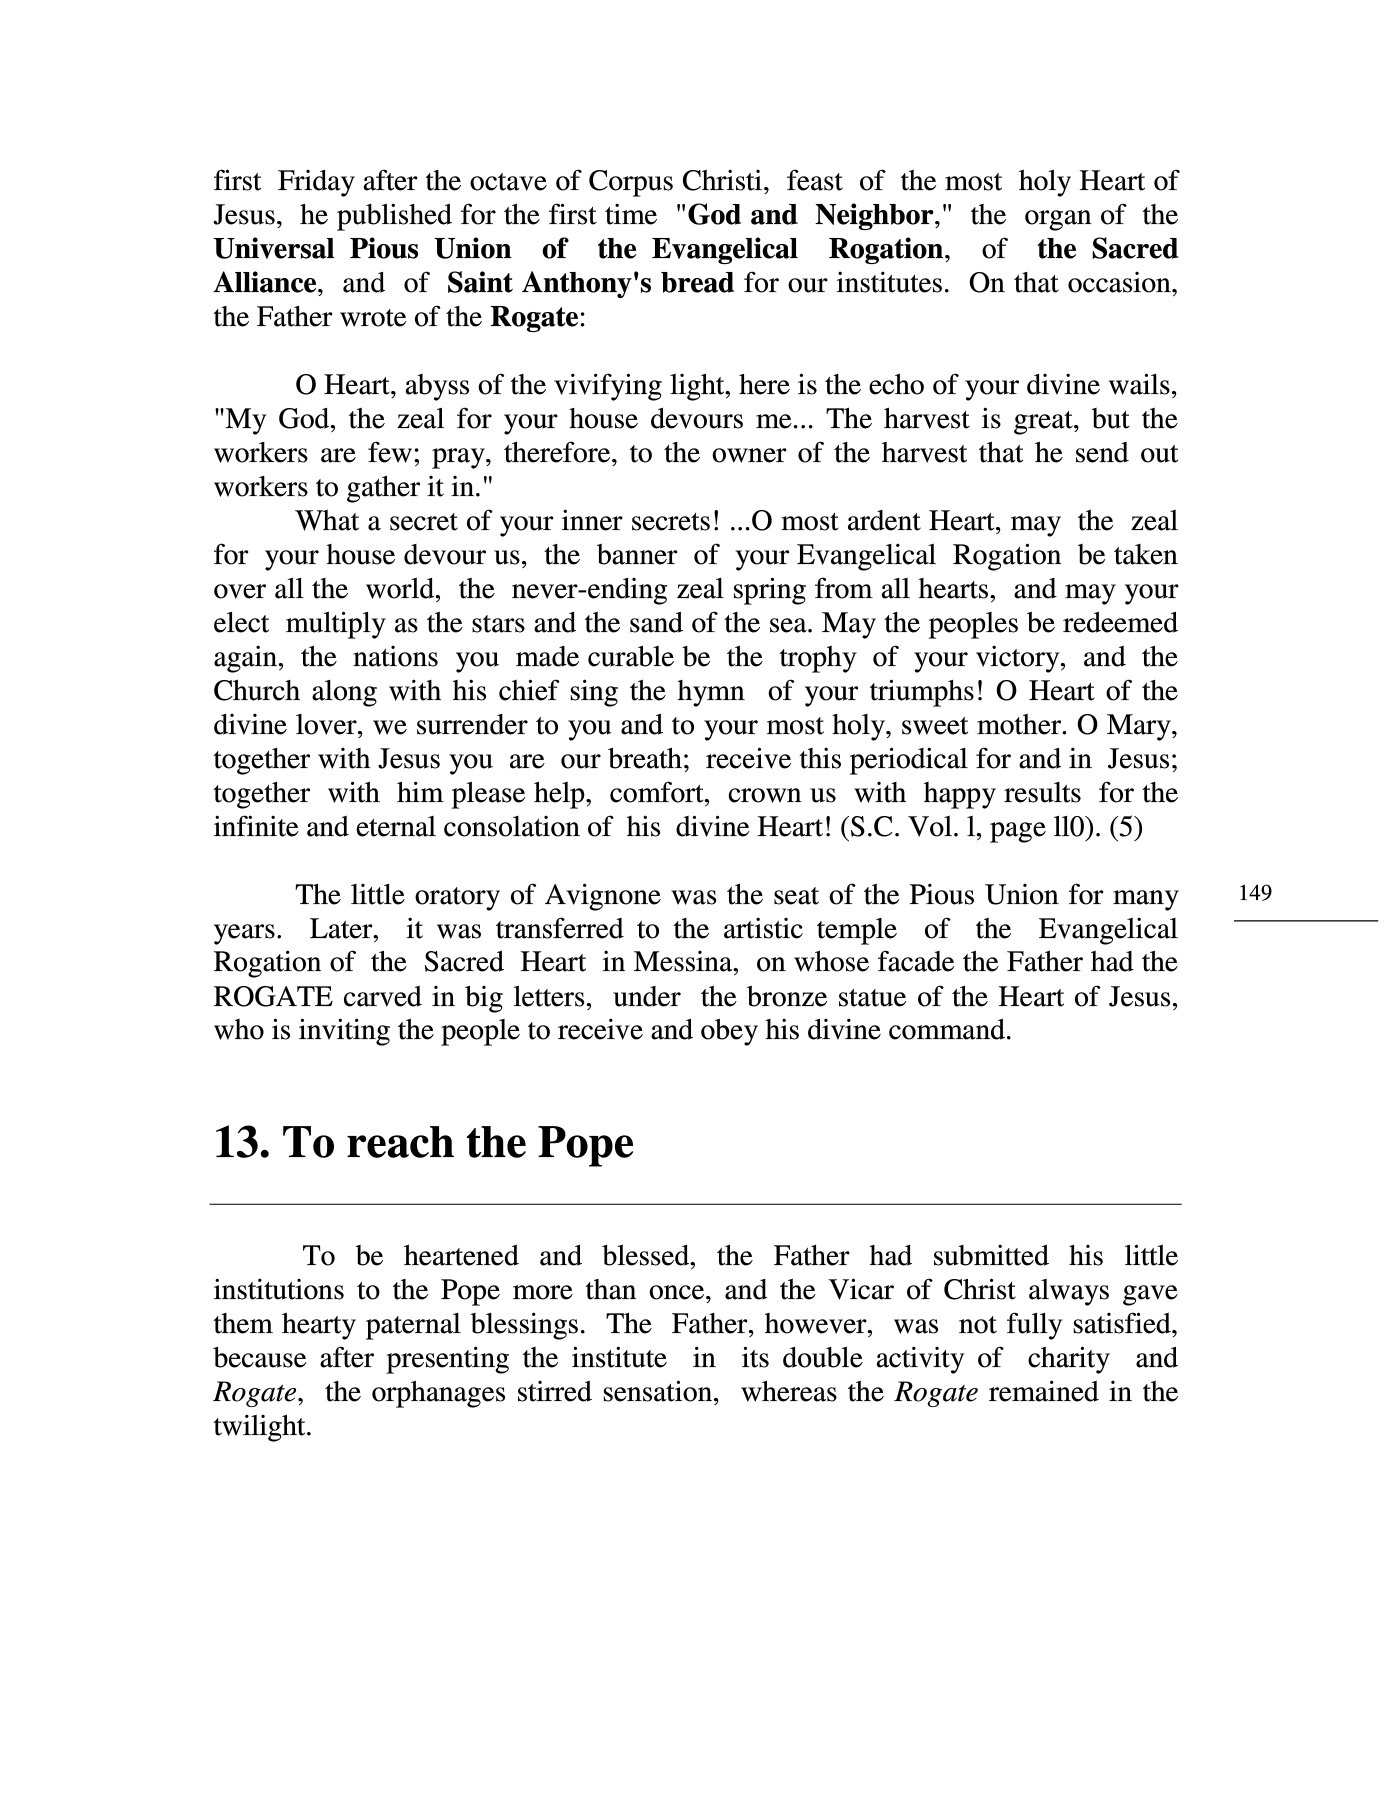 first Friday after the octave of Corpus Christi, feast of the most holy Heart of
Jesus, he published for the first time "God and Neighbor," the organ of the
Universal Pious Union of the Evangelical Rogation, of the Sacred
Alliance, and of Saint Anthony's bread for our institutes. On that occasion,
the Father wrote of the Rogate:
O Heart, abyss of the vivifying light, here is the echo of your divine wails,
"My God, the zeal for your house devours me... The harvest is great, but the
workers are few; pray, therefore, to the owner of the harvest that he send out
workers to gather it in."
What a secret of your inner secrets! ...O most ardent Heart, may the zeal
for your house devour us, the banner of your Evangelical Rogation be taken
over all the world, the never-ending zeal spring from all hearts, and may your
elect multiply as the stars and the sand of the sea. May the peoples be redeemed
again, the nations you made curable be the trophy of your victory, and the
Church along with his chief sing the hymn of your triumphs! O Heart of the
divine lover, we surrender to you and to your most holy, sweet mother. O Mary,
together with Jesus you are our breath; receive this periodical for and in Jesus;
together with him please help, comfort, crown us with happy results for the
infinite and eternal consolation of his divine Heart! (S.C. Vol. l, page ll0). (5)
The little oratory of Avignone was the seat of the Pious Union for many
years. Later, it was transferred to the artistic temple of the Evangelical
Rogation of the Sacred Heart in Messina, on whose facade the Father had the
ROGATE carved in big letters, under the bronze statue of the Heart of Jesus,
who is inviting the people to receive and obey his divine command.
149
13. To reach the Pope
To be heartened and blessed, the Father had submitted his little
institutions to the Pope more than once, and the Vicar of Christ always gave
them hearty paternal blessings. The Father, however, was not fully satisfied,
because after presenting the institute in its double activity of charity and
Rogate, the orphanages stirred sensation, whereas the Rogate remained in the
twilight.